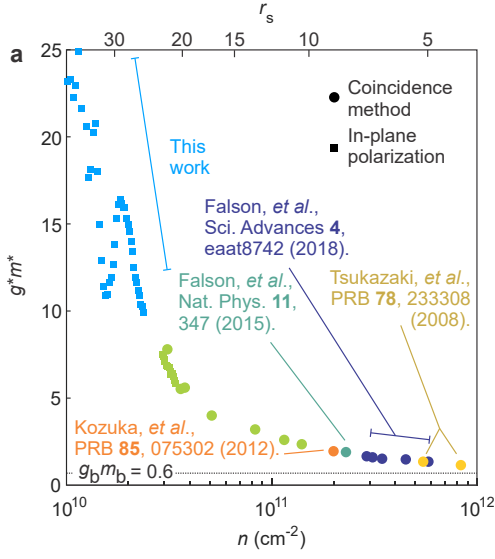 r_s
a
30 20 15 10 5
25
20
15
10
5
0
g*m*
Coincidence
method
In-plane
polarization
This
work
Falson, et al.,
Sci. Advances 4,
eaat8742 (2018).
Falson, et al.,
Nat. Phys. 11,
347 (2015).
Tsukazaki, et al.,
PRB 78, 233308
(2008).
Kozuka, et al.,
PRB 85, 075302 (2012).
g_b m_b = 0.6
10^10 10^11 10^12
n (cm^-2)